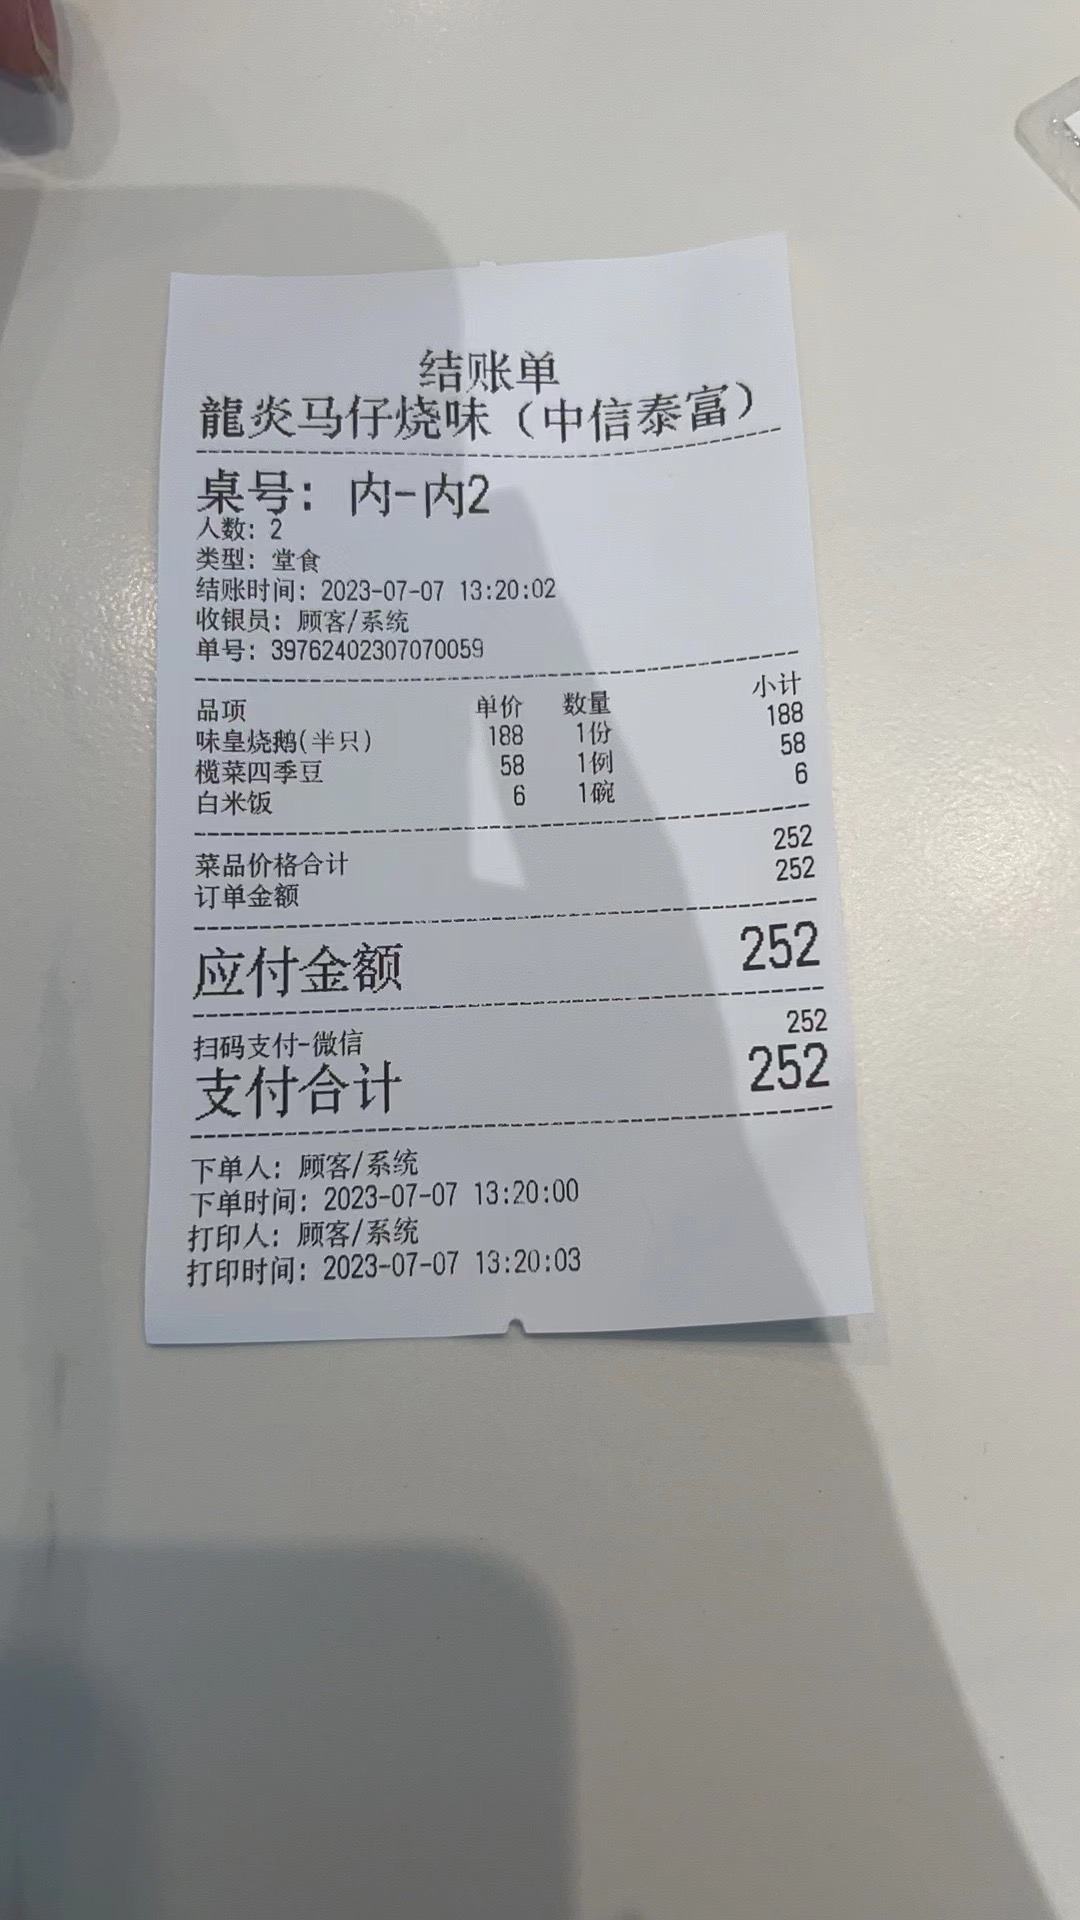 结账单
龍炎马仔烧味（中信泰富）
桌号：内-内2
人数：2
类型：堂食
结账时间：2023-07-07 13:20:02
收银员：顾客/系统
单号：39762402307070059
品项 单价 数量 小计
味皇烧鹅(半只) 188 1份 188
榄菜四季豆 58 1例 58
白米饭 6 1碗 6
菜品价格合计 252
订单金额 252
应付金额 252
扫码支付-微信 252
支付合计 252
下单人：顾客/系统
下单时间：2023-07-07 13:20:00
打印人：顾客/系统
打印时间：2023-07-07 13:20:03